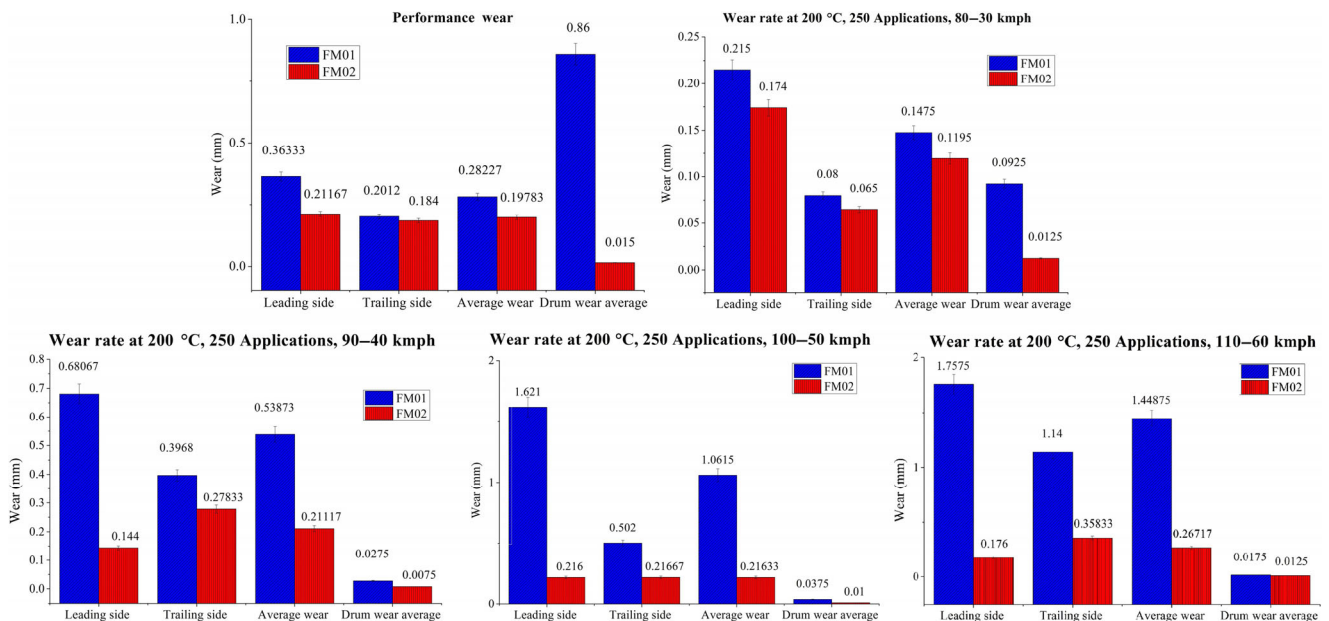 Performance wear
1.0
0.5
0.0
Wear (mm)
FM01
FM02
0.36333
0.21167
0.2012
0.184
0.28227
0.19783
0.86
0.015
Leading side
Trailing side
Average wear
Drum wear average
Wear rate at 200 °C, 250 Applications, 80–30 kmph
0.25
0.20
0.15
0.10
0.05
0.00
Wear (mm)
FM01
FM02
0.215
0.174
0.08
0.065
0.1475
0.1195
0.0925
0.0125
Leading side
Trailing side
Average wear
Drum wear average
Wear rate at 200 °C, 250 Applications, 90–40 kmph
0.8
0.7
0.6
0.5
0.4
0.3
0.2
0.1
0.0
Wear (mm)
FM01
FM02
0.68067
0.144
0.3968
0.27833
0.53873
0.21117
0.0275
0.0075
Leading side
Trailing side
Average wear
Drum wear average
Wear rate at 200 °C, 250 Applications, 100–50 kmph
2
1
0
Wear (mm)
FM01
FM02
1.621
0.216
0.502
0.21667
1.0615
0.21633
0.0375
0.01
Leading side
Trailing side
Average wear
Drum wear average
Wear rate at 200 °C, 250 Applications, 110–60 kmph
2
1
0
Wear (mm)
FM01
FM02
1.7575
0.176
1.14
0.35833
1.44875
0.26717
0.0175
0.0125
Leading side
Trailing side
Average wear
Drum wear average